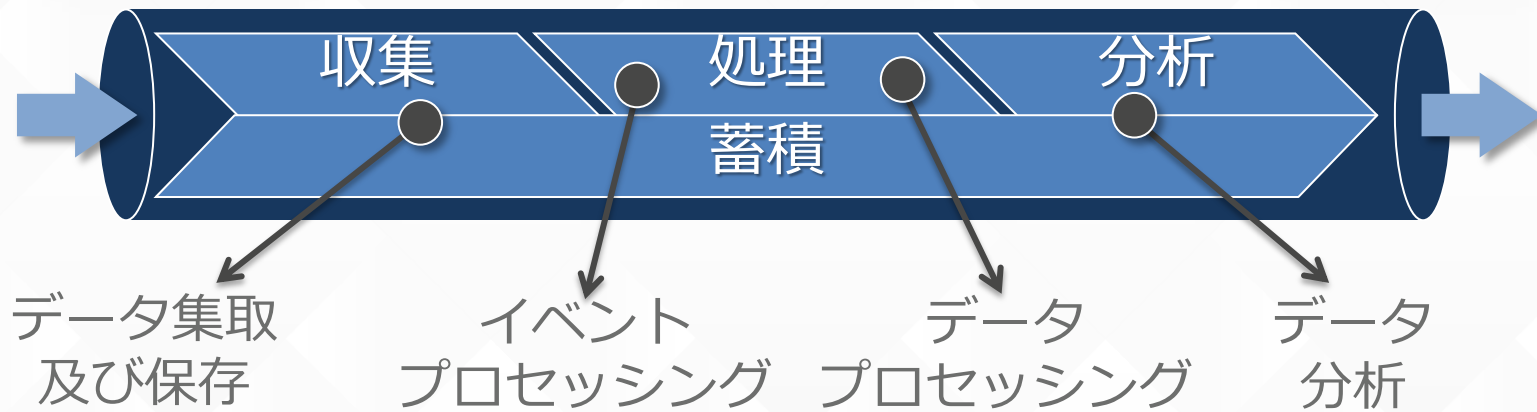 収集
処理
分析
蓄積
データ集取
及び保存
イベント
プロセッシング
データ
プロセッシング
データ
分析